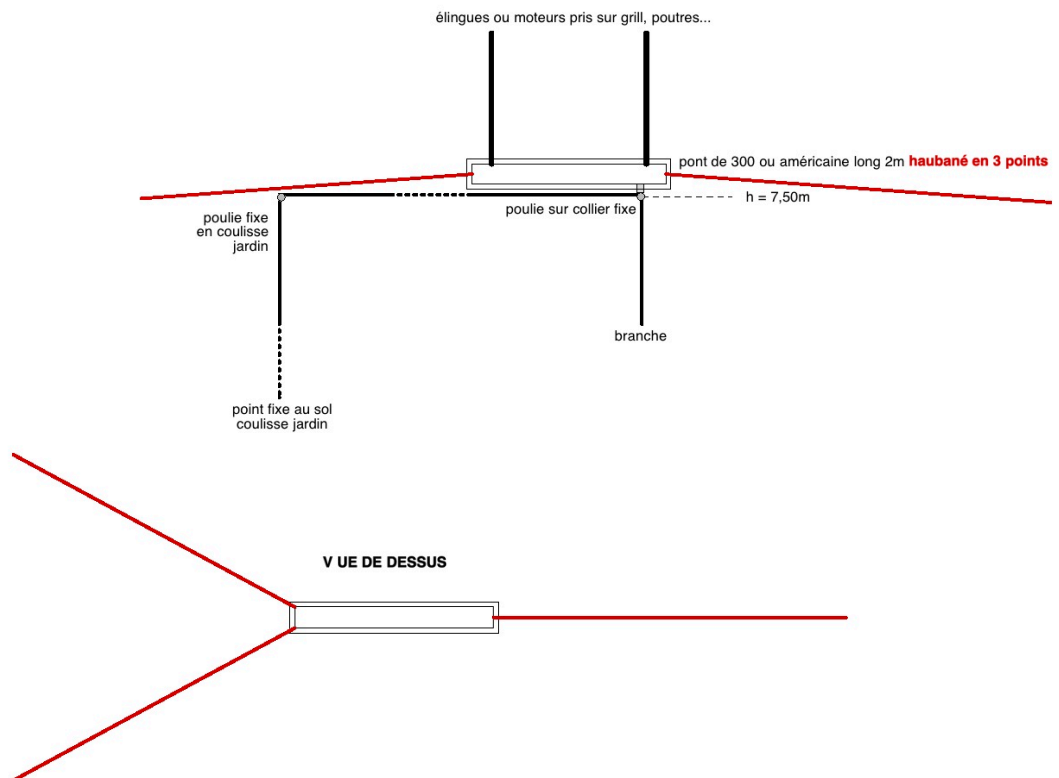 élingues ou moteurs pris sur grill, poutres...
pont de 300 ou américaine long 2m haubané en 3 points
poulie fixe
en coulisse
jardin
poulie sur collier fixe
h = 7,50m
branche
point fixe au sol
coulisse jardin
V UE DE DESSUS